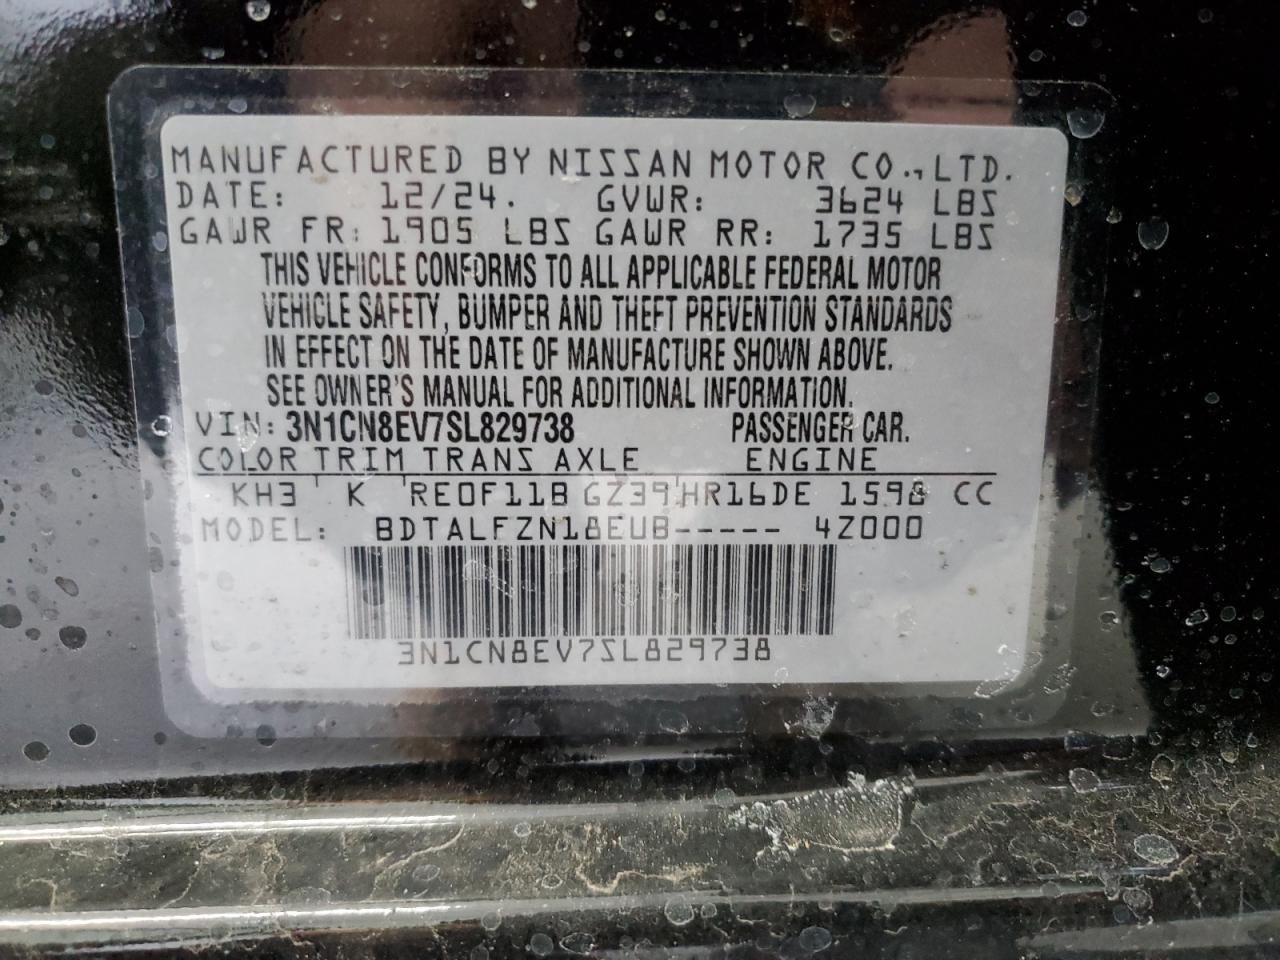 MANUFACTURED BY NISSAN MOTOR CO.,LTD.
DATE: 12/24. GVWR: 3624 LBS
GAWR FR: 1905 LBS GAWR RR: 1735 LBS
THIS VEHICLE CONFORMS TO ALL APPLICABLE FEDERAL MOTOR
VEHICLE SAFETY, BUMPER AND THEFT PREVENTION STANDARDS
IN EFFECT ON THE DATE OF MANUFACTURE SHOWN ABOVE.
SEE OWNER'S MANUAL FOR ADDITIONAL INFORMATION.
VIN: 3N1CN8EV7SL829738 PASSENGER CAR.
COLOR TRIM TRANS AXLE ENGINE
KH3 K RE0F11B GZ39 HR16DE 1598 CC
MODEL: BDTALFZN18EUB----- 4Z000
3N1CN8EV7SL829738